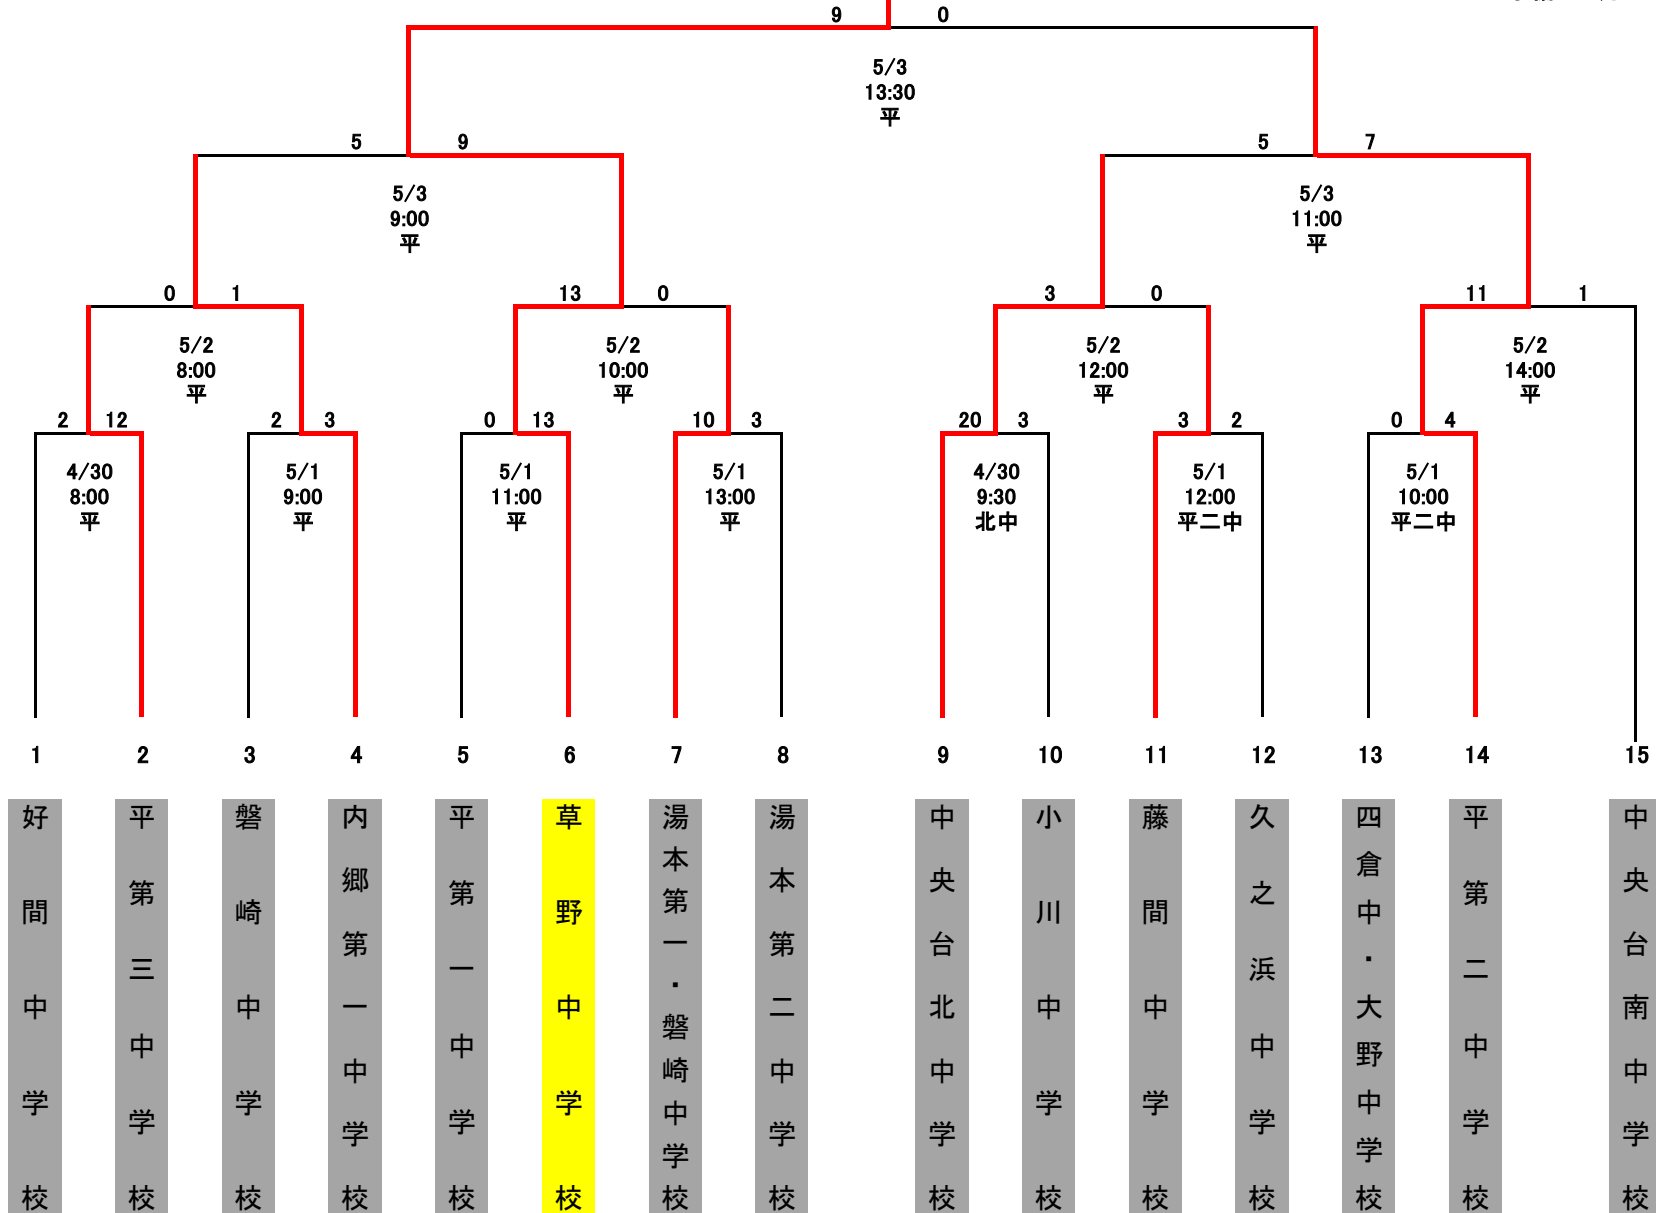 9 0
5/3
13:30
平
5 9
5 7
5/3
9:00
平
5/3
11:00
平
0 1
13 0
3 0
11 1
5/2
8:00
平
5/2
10:00
平
5/2
12:00
平
5/2
14:00
平
2 12
2 3
0 13
10 3
20 3
3 2
0 4
4/30
8:00
平
5/1
9:00
平
5/1
11:00
平
5/1
13:00
平
4/30
9:30
北中
5/1
12:00
平二中
5/1
10:00
平二中
1 2 3 4 5 6 7 8 9 10 11 12 13 14 15
好間中学校
平第三中学校
磐崎中学校
内郷第一中学校
平第一中学校
草野中学校
湯本第一・磐崎中学校
湯本第二中学校
中央台北中学校
小川中学校
藤間中学校
久之浜中学校
四倉中・大野中学校
平第二中学校
中央台南中学校